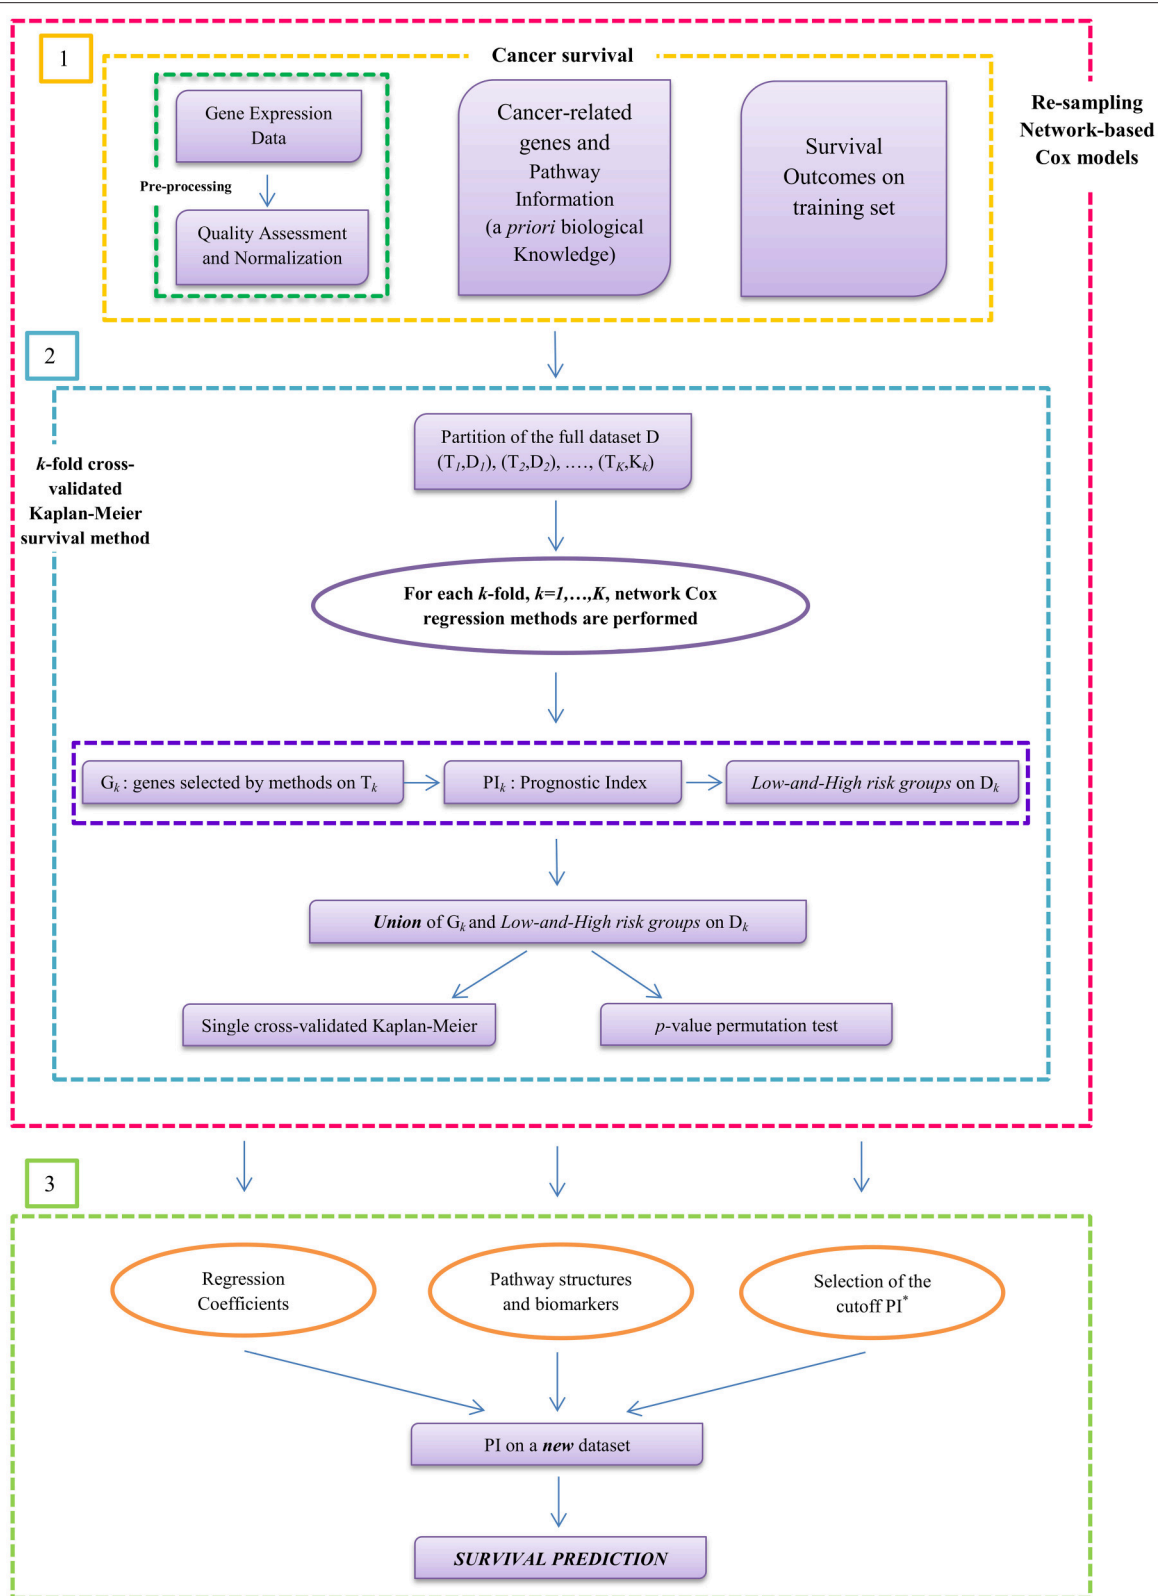 1
Cancer survival
Gene Expression
Data
Pre-processing
Quality Assessment
and Normalization
Cancer-related
genes and
Pathway
Information
(a priori biological
Knowledge)
Survival
Outcomes on
training set
Re-sampling
Network-based
Cox models
2
k-fold cross-
validated
Kaplan-Meier
survival method
Partition of the full dataset D
(T1,D1), (T2,D2), …., (TK,Kk)
For each k-fold, k=1,…,K, network Cox
regression methods are performed
Gk : genes selected by methods on Tk
PIk : Prognostic Index
Low-and-High risk groups on Dk
Union of Gk and Low-and-High risk groups on Dk
Single cross-validated Kaplan-Meier
p-value permutation test
3
Regression
Coefficients
Pathway structures
and biomarkers
Selection of the
cutoff PI*
PI on a new dataset
SURVIVAL PREDICTION